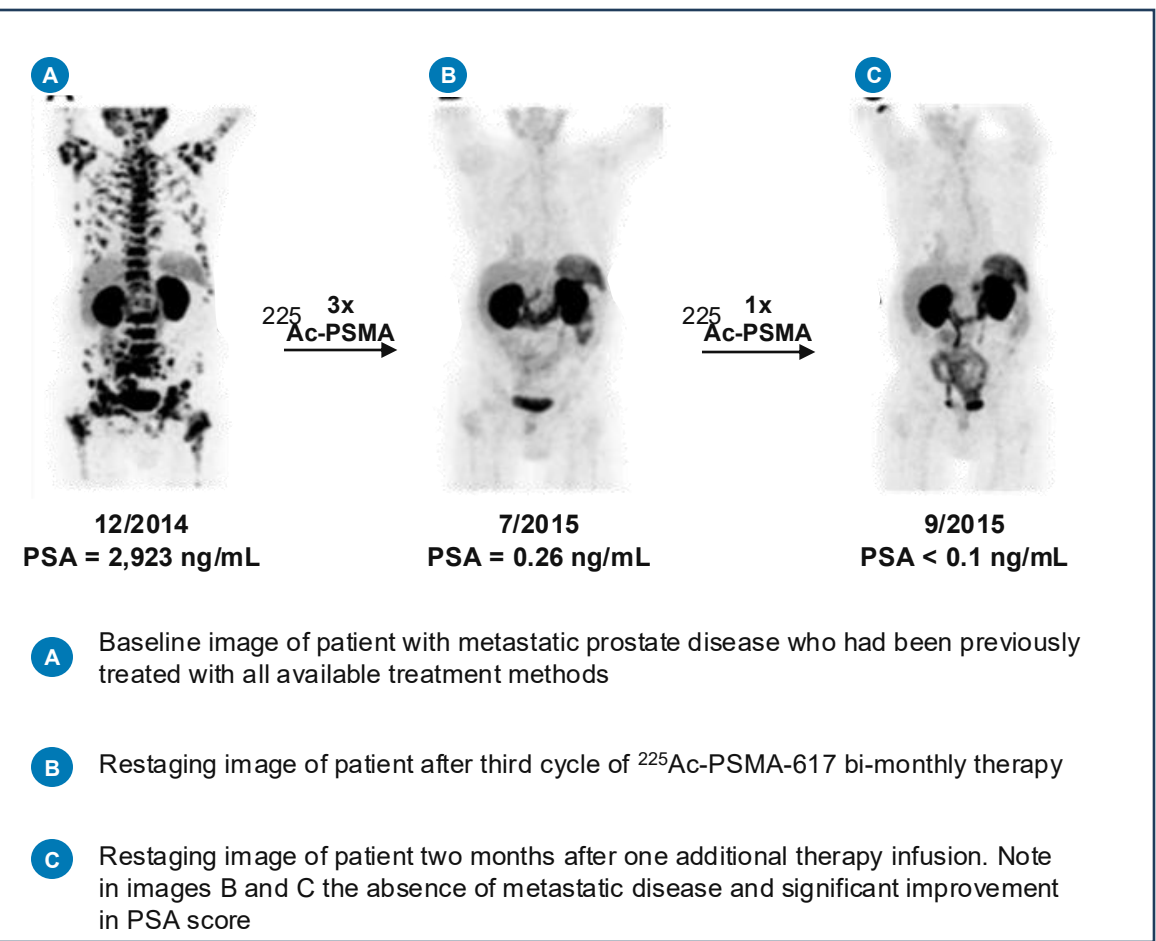 A
B
C
225
3x
Ac-PSMA
225
1x
Ac-PSMA
12/2014
PSA = 2,923 ng/mL
7/2015
PSA = 0.26 ng/mL
9/2015
PSA < 0.1 ng/mL
A
Baseline image of patient with metastatic prostate disease who had been previously
treated with all available treatment methods
B
Restaging image of patient after third cycle of ²²⁵Ac-PSMA-617 bi-monthly therapy
C
Restaging image of patient two months after one additional therapy infusion. Note
in images B and C the absence of metastatic disease and significant improvement
in PSA score